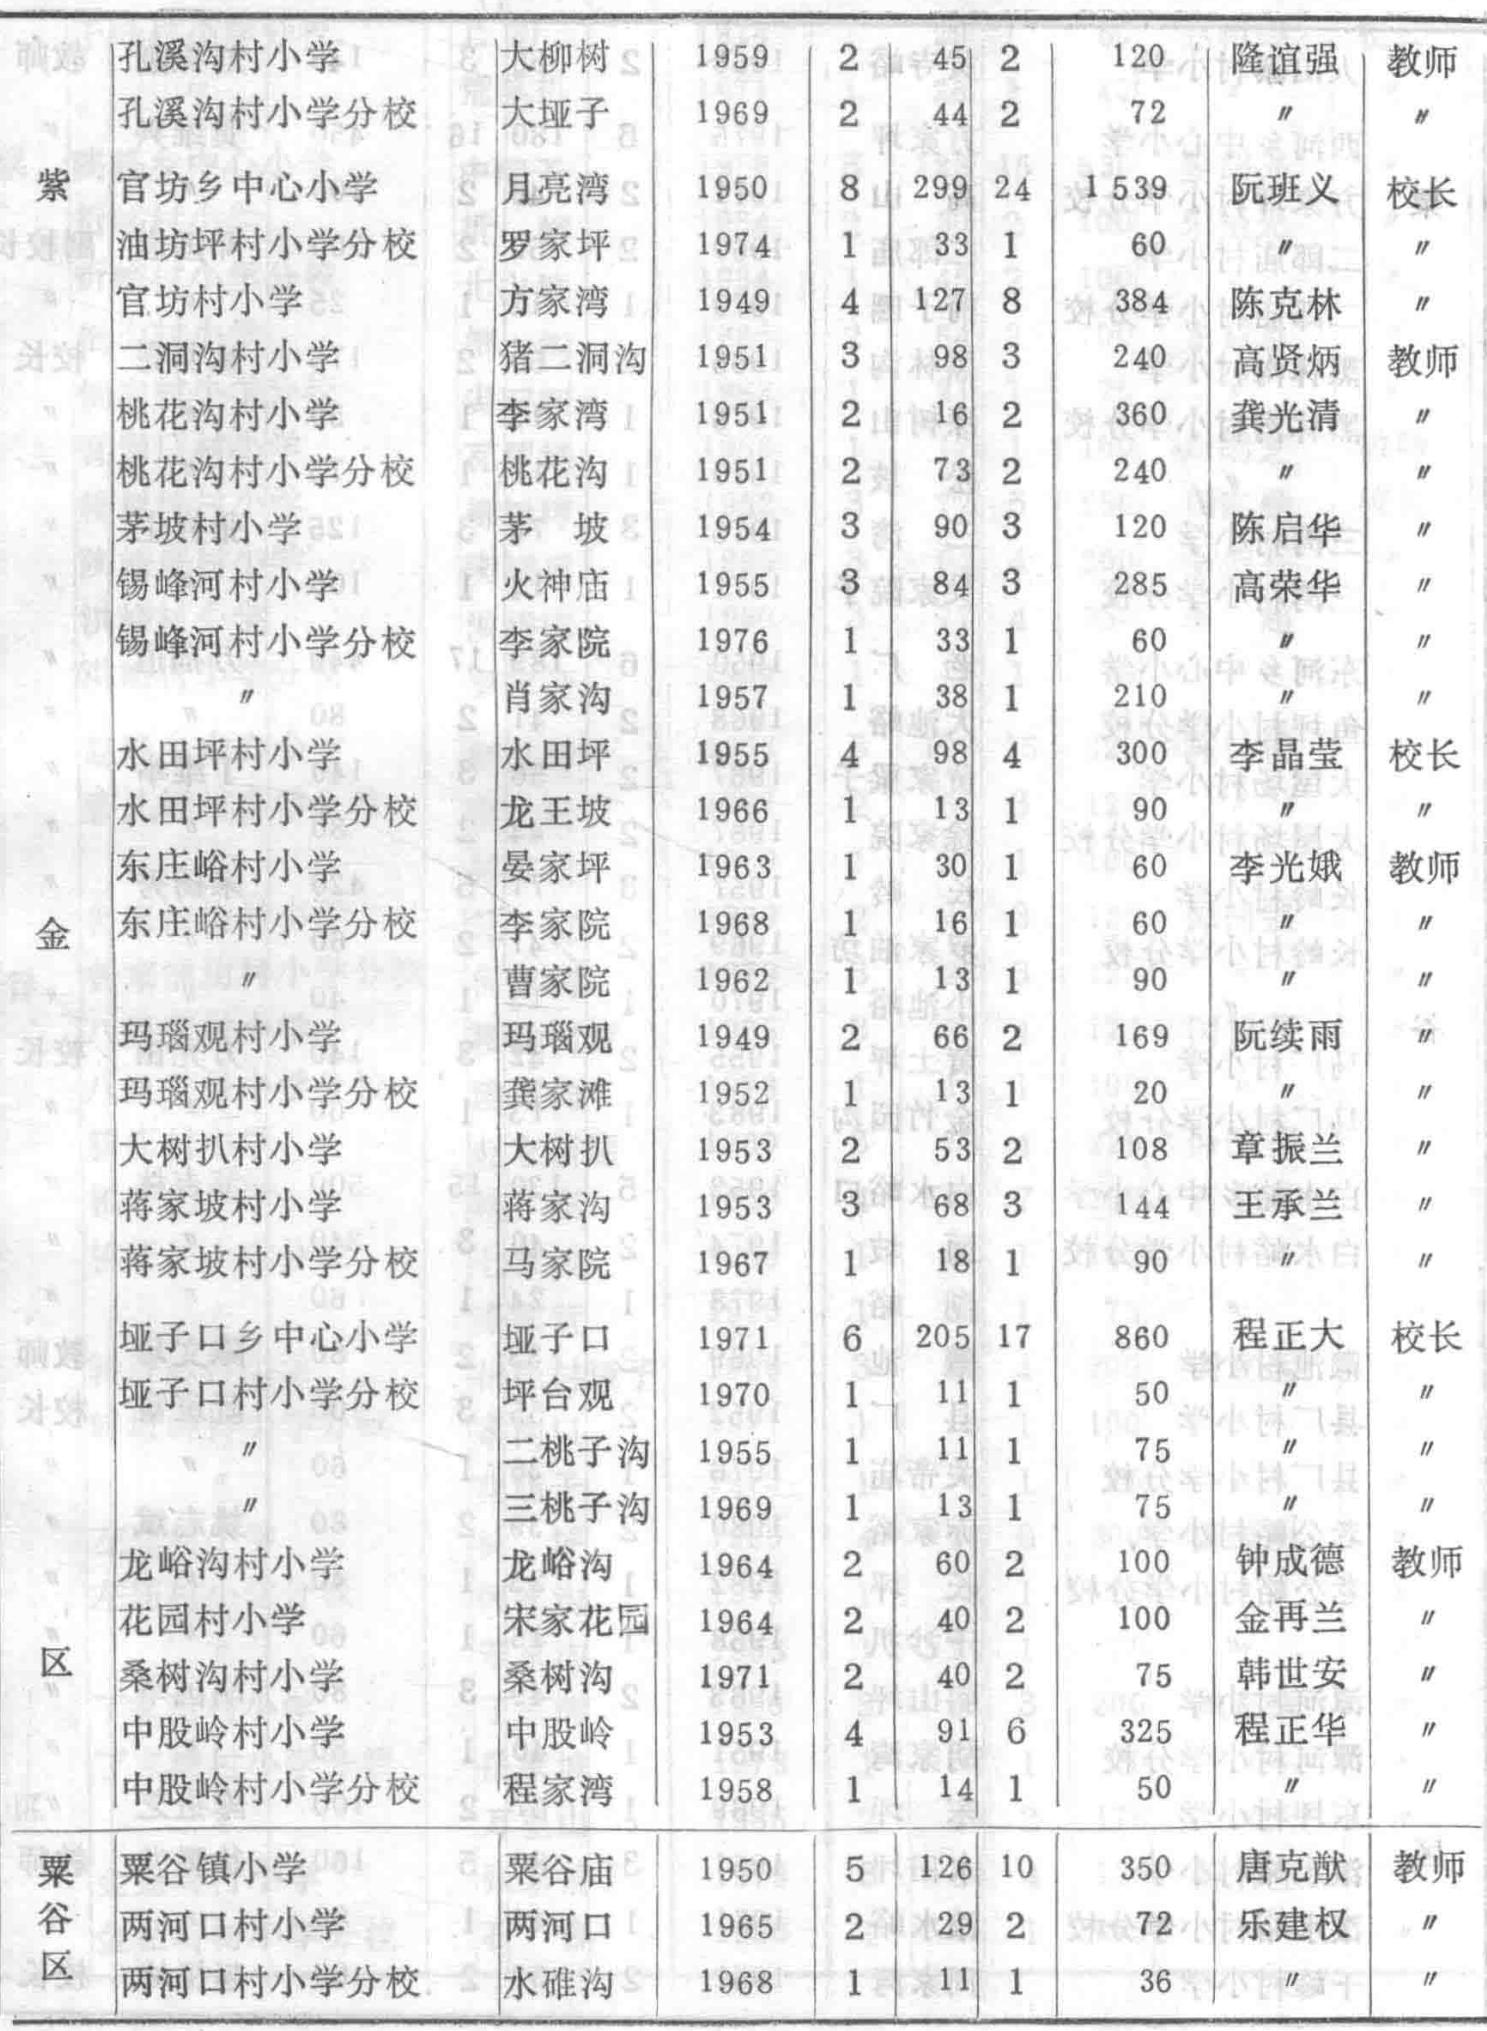 孔溪沟村小学 大柳树 1959 2 45 2 120 隆谊强 教师
孔溪沟村小学分校 大垭子 1969 2 44 2 72 〃 〃
紫 官坊乡中心小学 月亮湾 1950 8 299 24 1539 阮班义 校长
油坊坪村小学分校 罗家坪 1974 1 33 1 60 〃 〃
官坊村小学 方家湾 1949 4 127 8 384 陈克林 〃
二洞沟村小学 猪二洞沟 1951 3 98 3 240 高贤炳 教师
桃花沟村小学 李家湾 1951 2 16 2 360 龚光清 〃
桃花沟村小学分校 桃花沟 1951 2 73 2 240 〃 〃
茅坡村小学 茅 坡 1954 3 90 3 120 陈启华 〃
锡峰河村小学 火神庙 1955 3 84 3 285 高荣华 〃
锡峰河村小学分校 李家院 1976 1 33 1 60 〃 〃
〃 肖家沟 1957 1 38 1 210 〃 〃
水田坪村小学 水田坪 1955 4 98 4 300 李晶莹 校长
水田坪村小学分校 龙王坡 1966 1 13 1 90 〃 〃
东庄峪村小学 晏家坪 1963 1 30 1 60 李光娥 教师
金 东庄峪村小学分校 李家院 1968 1 16 1 60 〃 〃
〃 曹家院 1962 1 13 1 90 〃 〃
玛瑙观村小学 玛瑙观 1949 2 66 2 169 阮续雨 〃
玛瑙观村小学分校 龚家滩 1952 1 13 1 20 〃 〃
大树扒村小学 大树扒 1953 2 53 2 108 章振兰 〃
蒋家坡村小学 蒋家沟 1953 3 68 3 144 王承兰 〃
蒋家坡村小学分校 马家院 1967 1 18 1 90 〃 〃
垭子口乡中心小学 垭子口 1971 6 205 17 860 程正大 校长
垭子口村小学分校 坪台观 1970 1 11 1 50 〃 〃
〃 二桃子沟 1955 1 11 1 75 〃 〃
〃 三桃子沟 1969 1 13 1 75 〃 〃
龙峪沟村小学 龙峪沟 1964 2 60 2 100 钟成德 教师
花园村小学 宋家花园 1964 2 40 2 100 金再兰 〃
区 桑树沟村小学 桑树沟 1971 2 40 2 75 韩世安 〃
中股岭村小学 中股岭 1953 4 91 6 325 程正华 〃
中股岭村小学分校 程家湾 1958 1 14 1 50 〃 〃
粟 粟谷镇小学 粟谷庙 1950 5 126 10 350 唐克猷 教师
谷 两河口村小学 两河口 1965 2 29 2 72 乐建权 〃
区 两河口村小学分校 水碓沟 1968 1 11 1 36 〃 〃